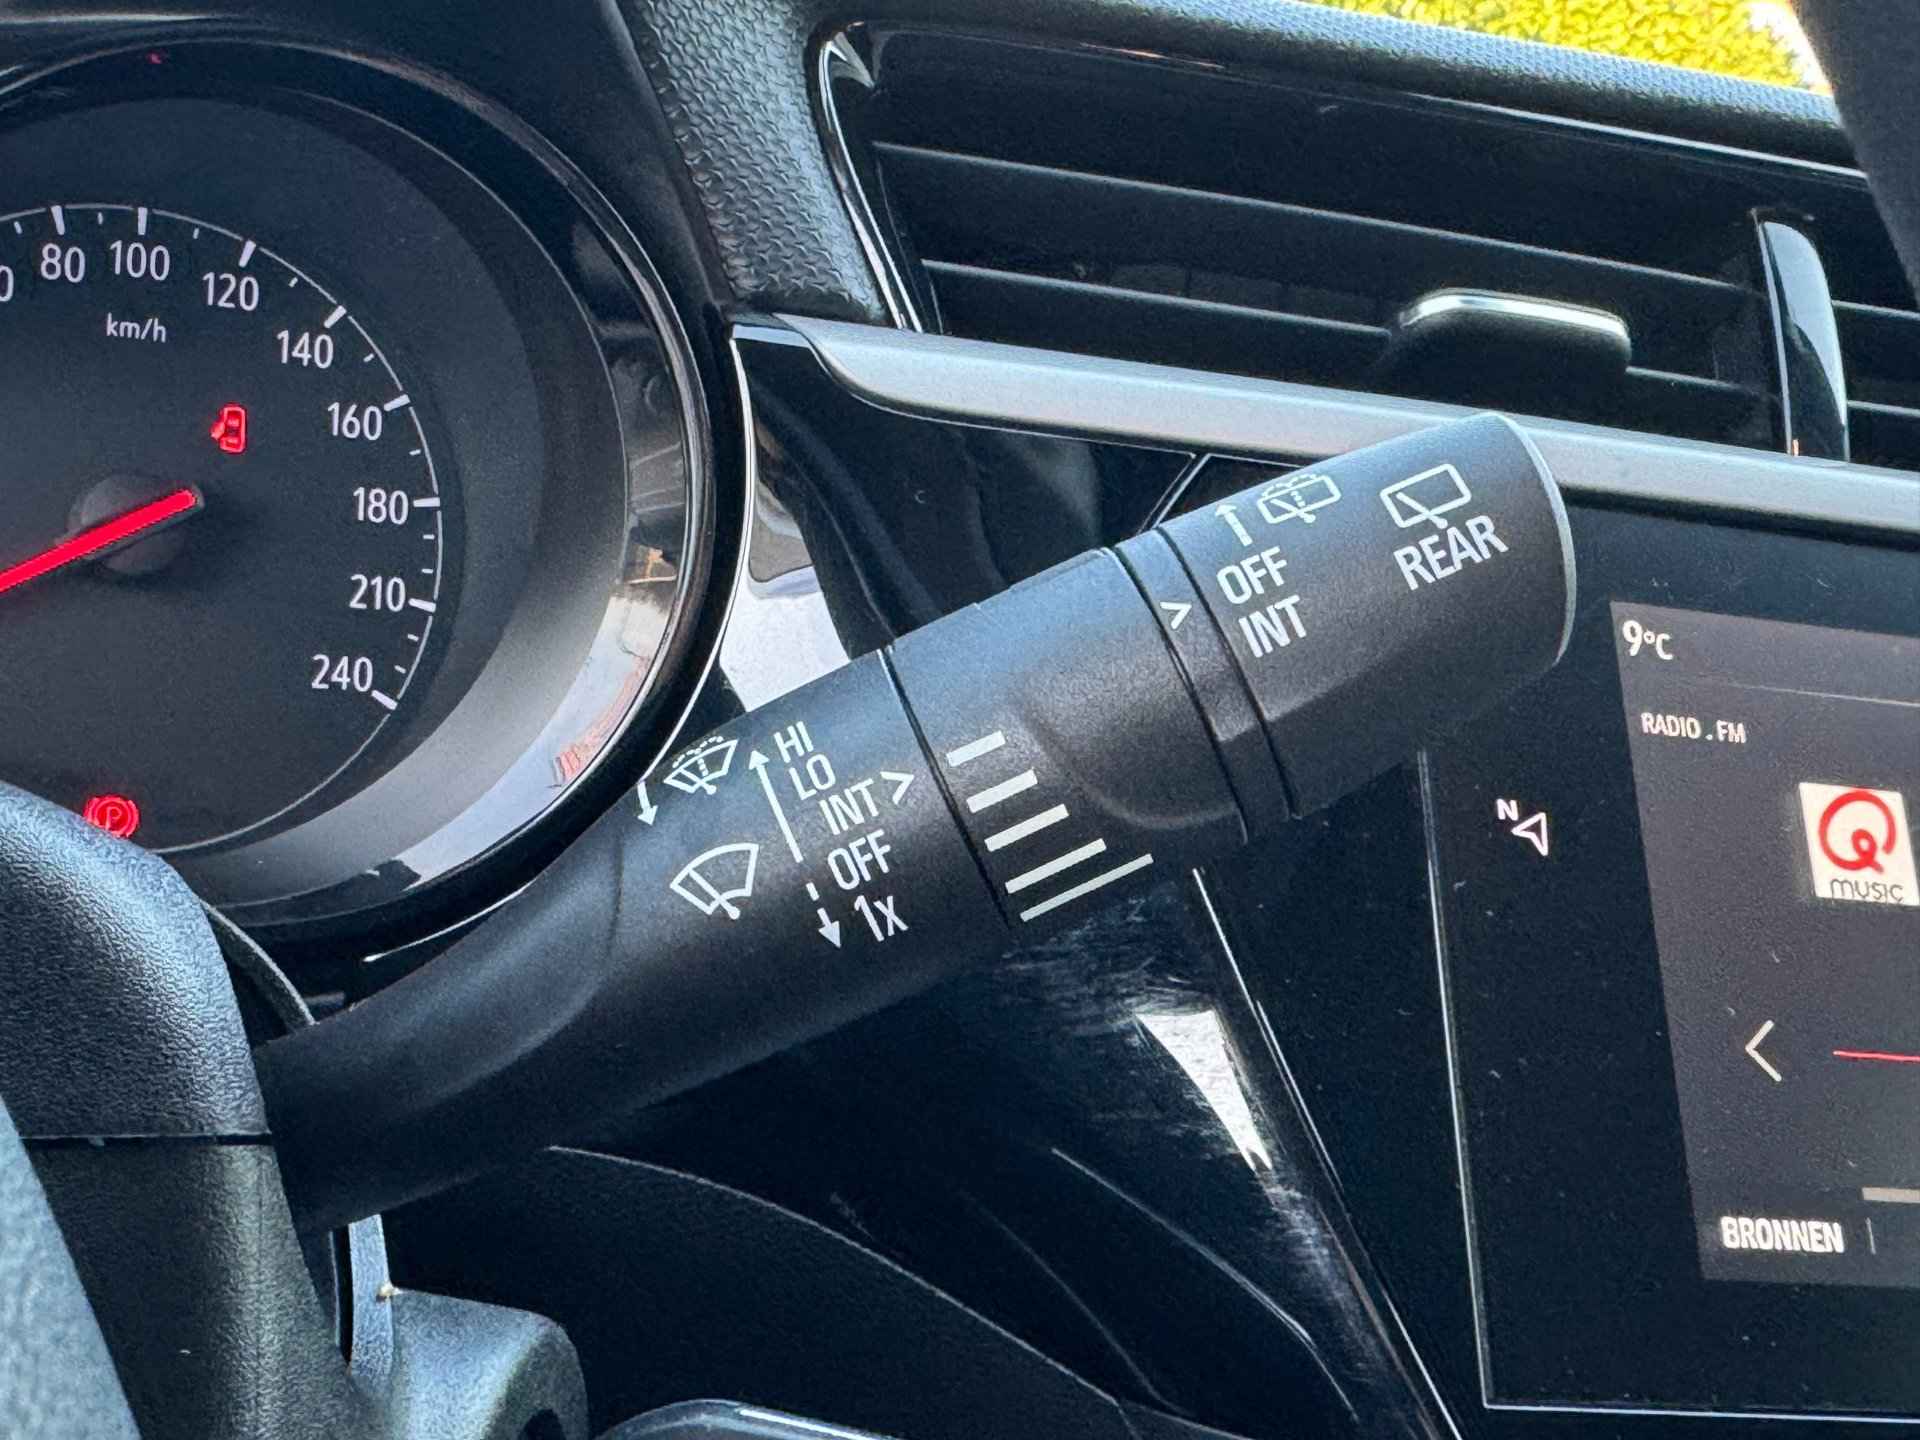 80
100
120
140
160
180
210
240
km/h
P
HI
LO
INT >
OFF
1X
>
OFF
INT
REAR
9°C
RADIO . FM
N
Q
music
BRONNEN